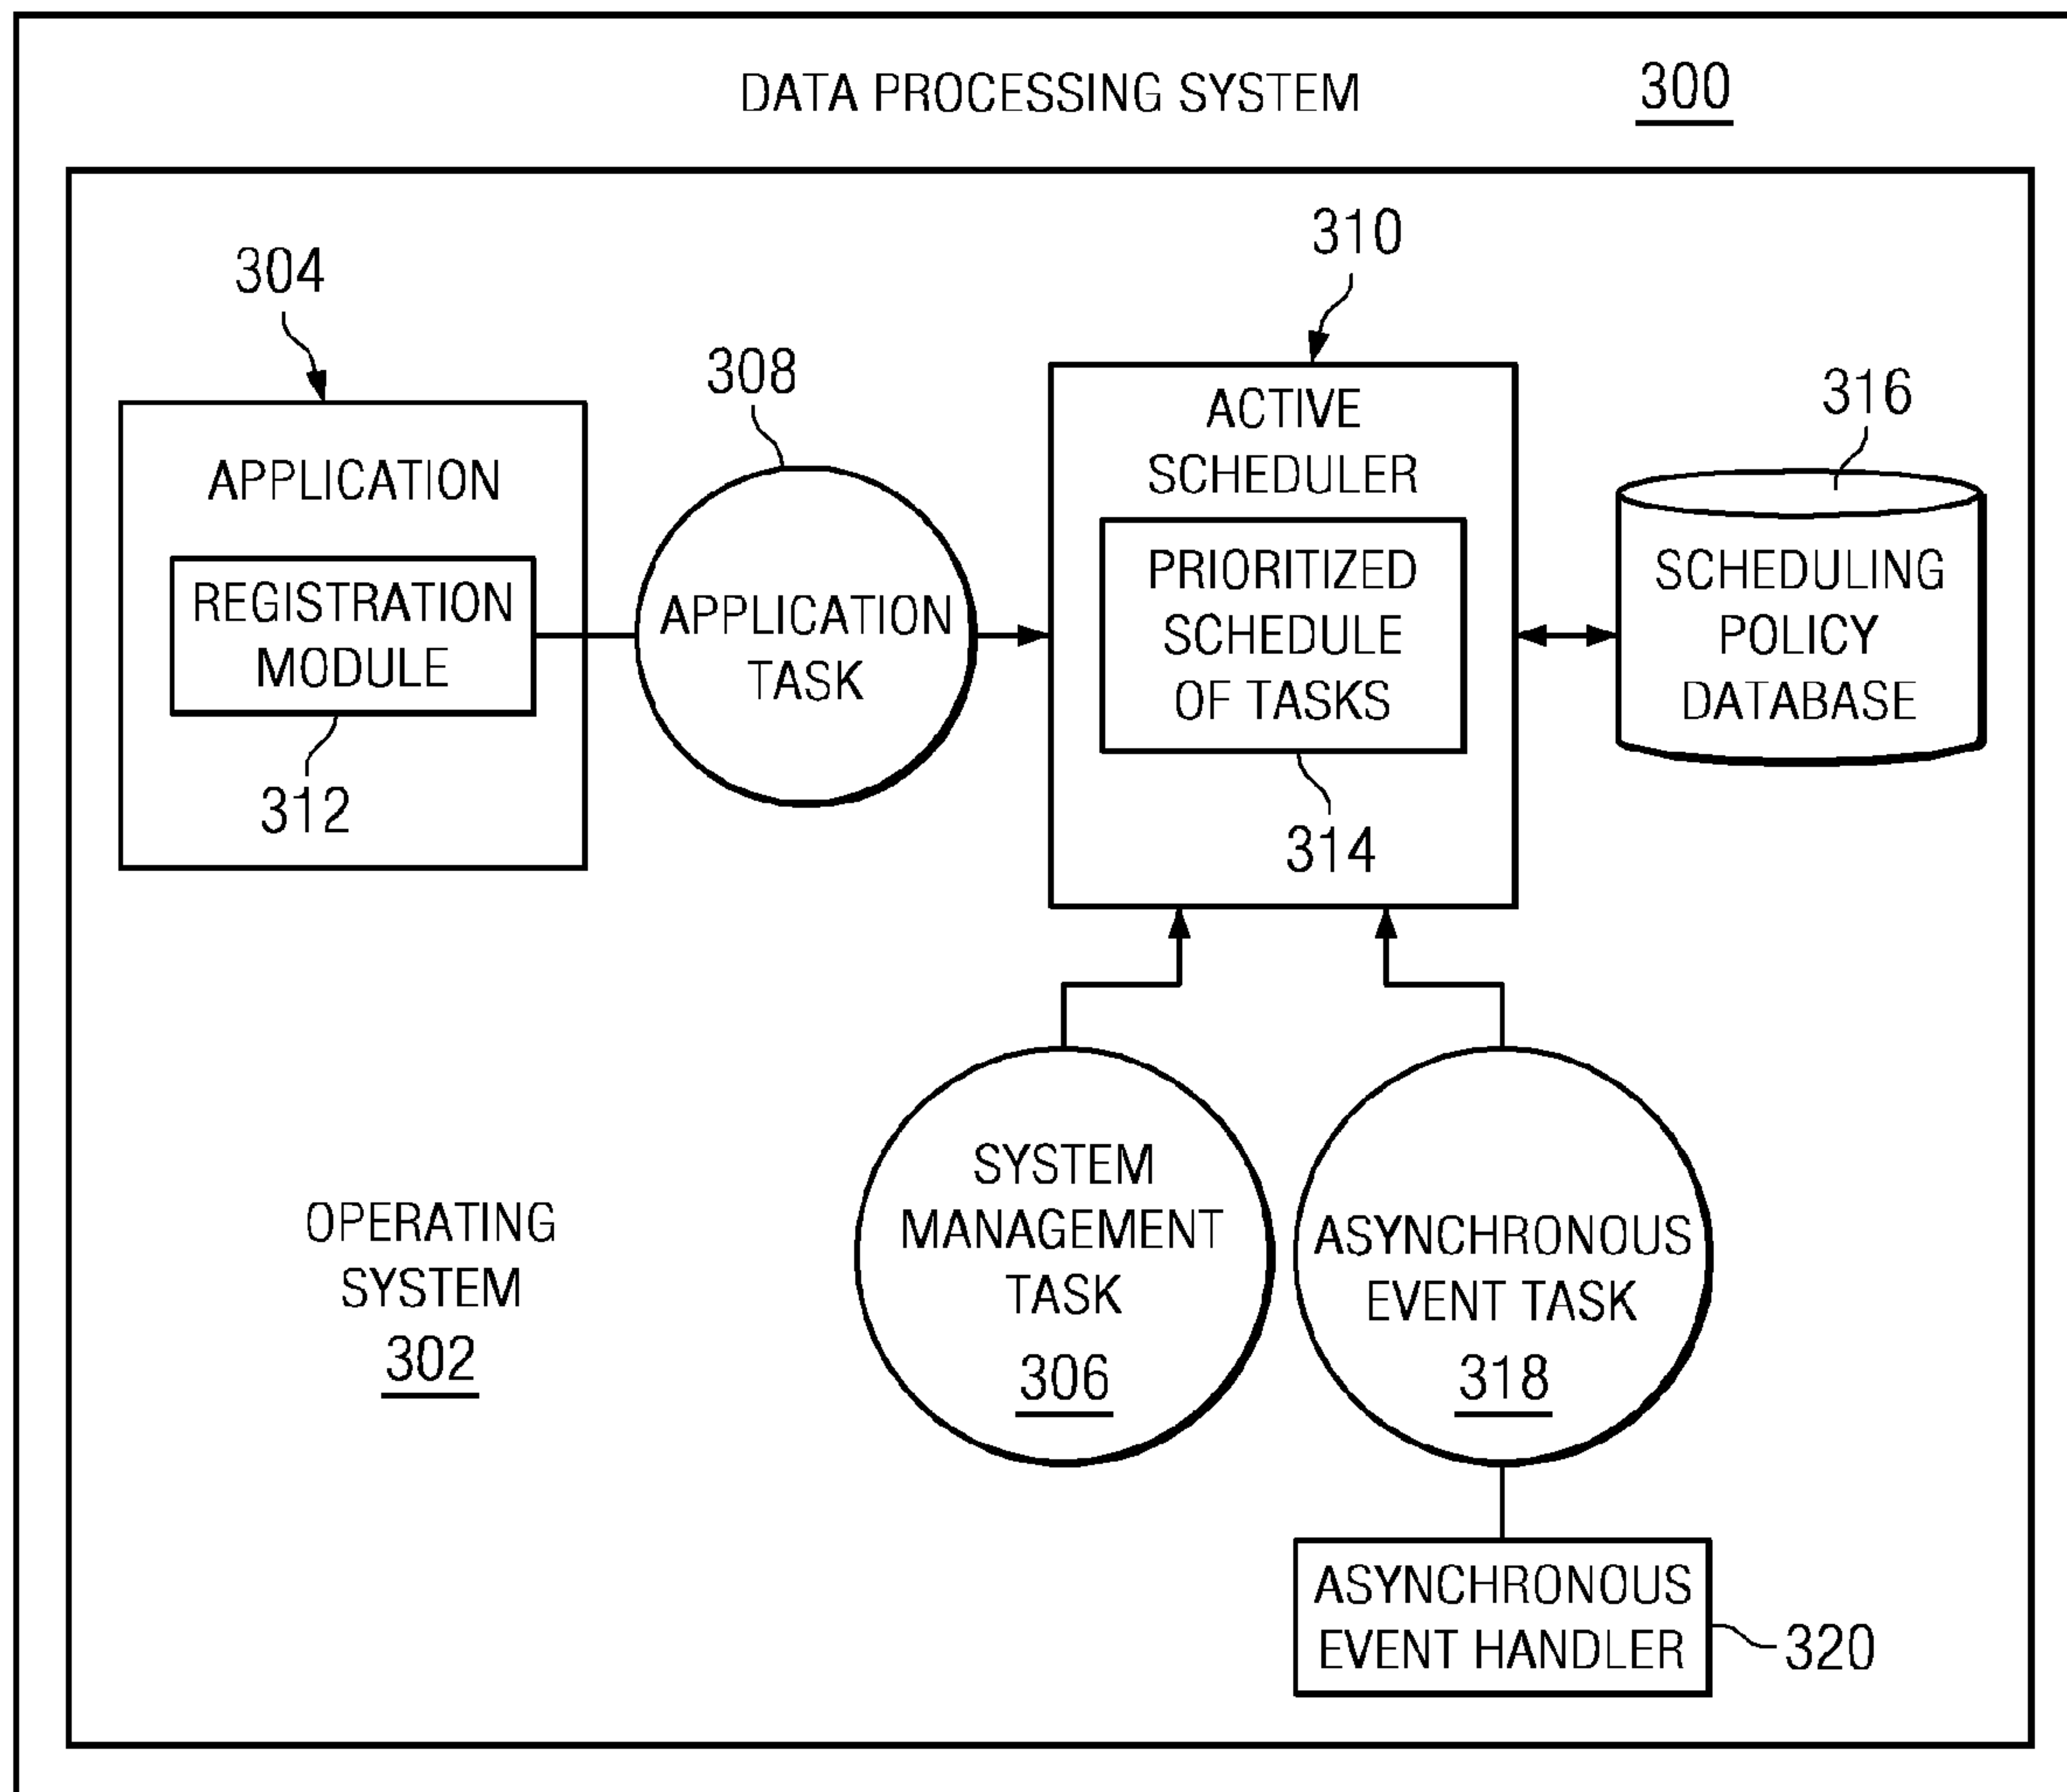 DATA PROCESSING SYSTEM 300
304
APPLICATION
REGISTRATION
MODULE
312
308
APPLICATION
TASK
310
ACTIVE
SCHEDULER
PRIORITIZED
SCHEDULE
OF TASKS
314
316
SCHEDULING
POLICY
DATABASE
OPERATING
SYSTEM
302
SYSTEM
MANAGEMENT
TASK
306
ASYNCHRONOUS
EVENT TASK
318
ASYNCHRONOUS
EVENT HANDLER
320